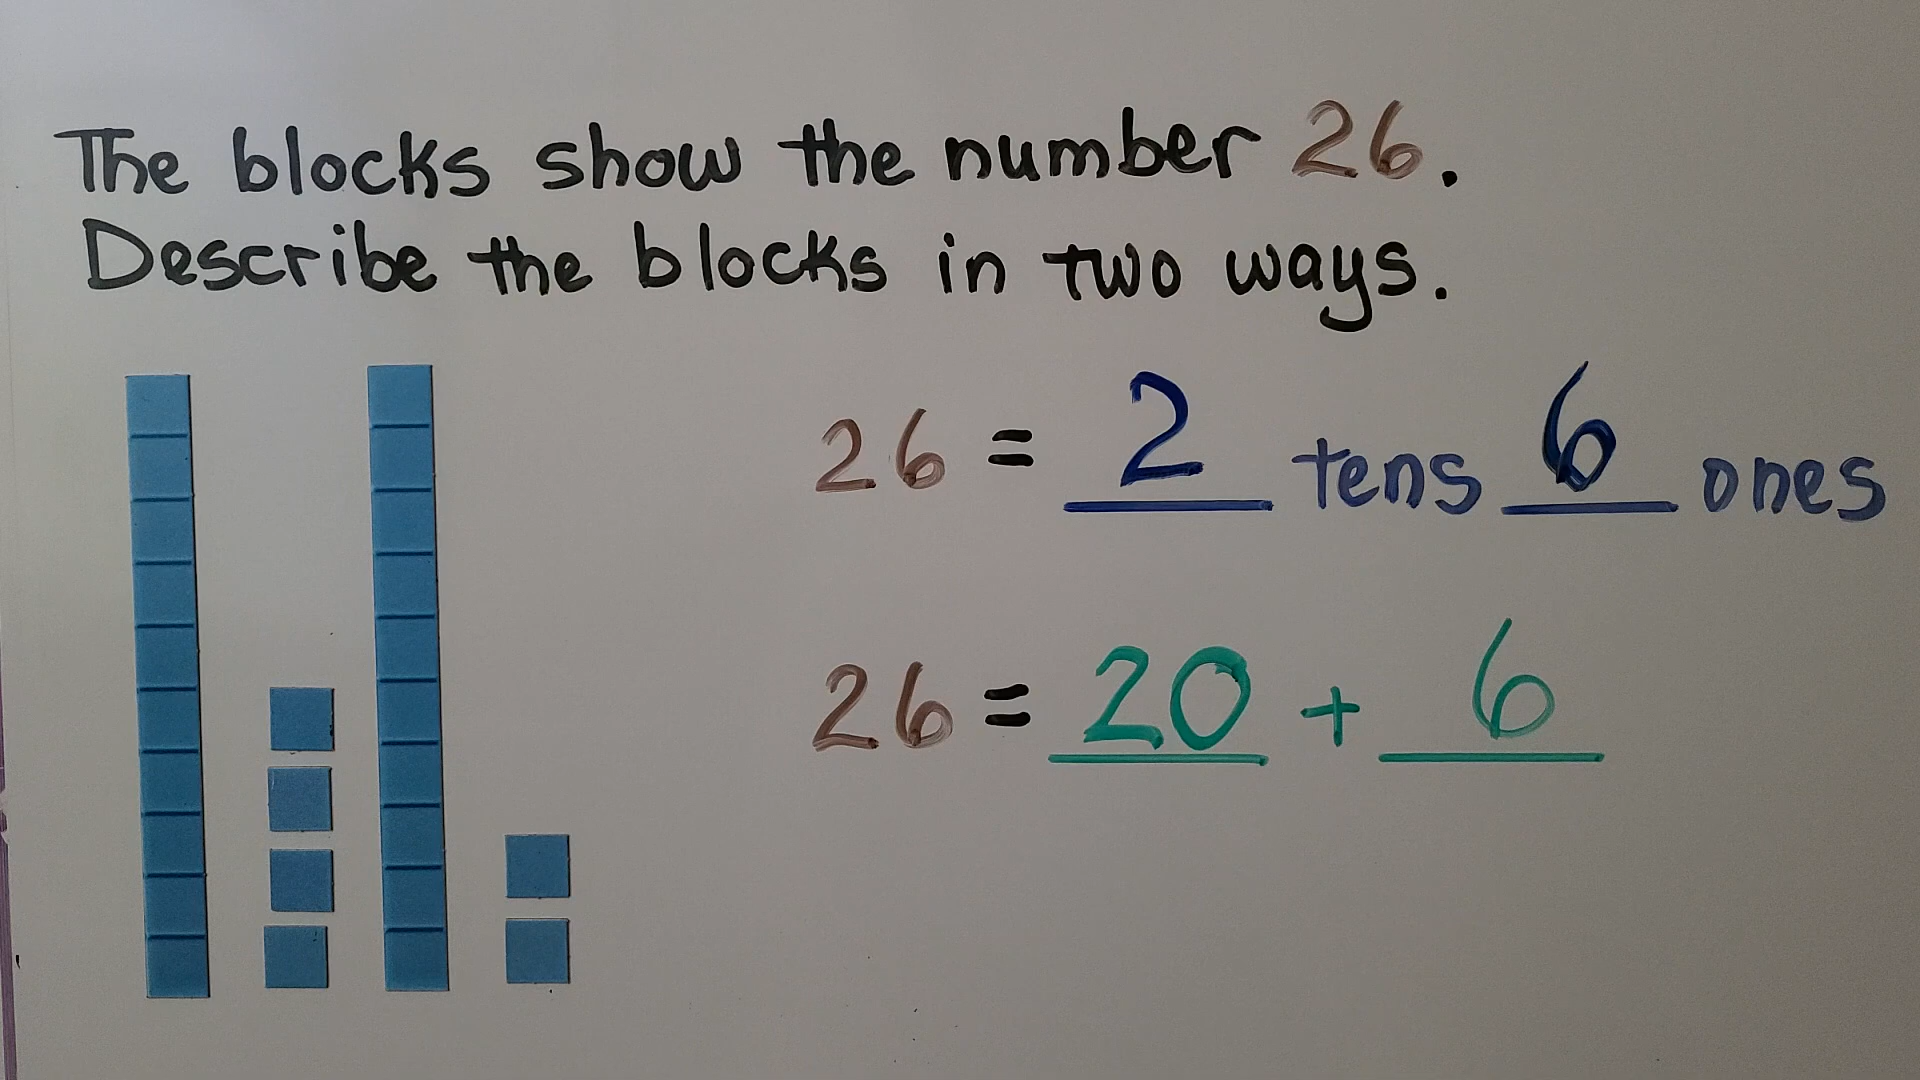 The blocks show the number 26.
Describe the blocks in two ways.
26 = 2 tens 6 ones
26 = 20 + 6